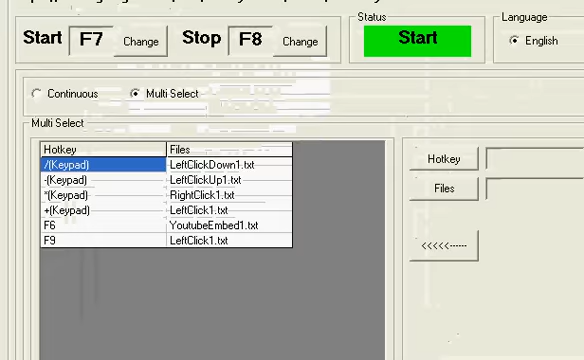 Status
Language
Start F7 Change Stop F8 Change
Start
English
Continuous
Multi Select
Multi Select
Hotkey Files
/(Keypad) LeftClickDown1.txt
-(Keypad) LeftClickUp1.txt
*(Keypad) RightClick1.txt
+(Keypad) LeftClick1.txt
F6 YoutubeEmbed1.txt
F9 LeftClick1.txt
Hotkey
Files
<<<<<------